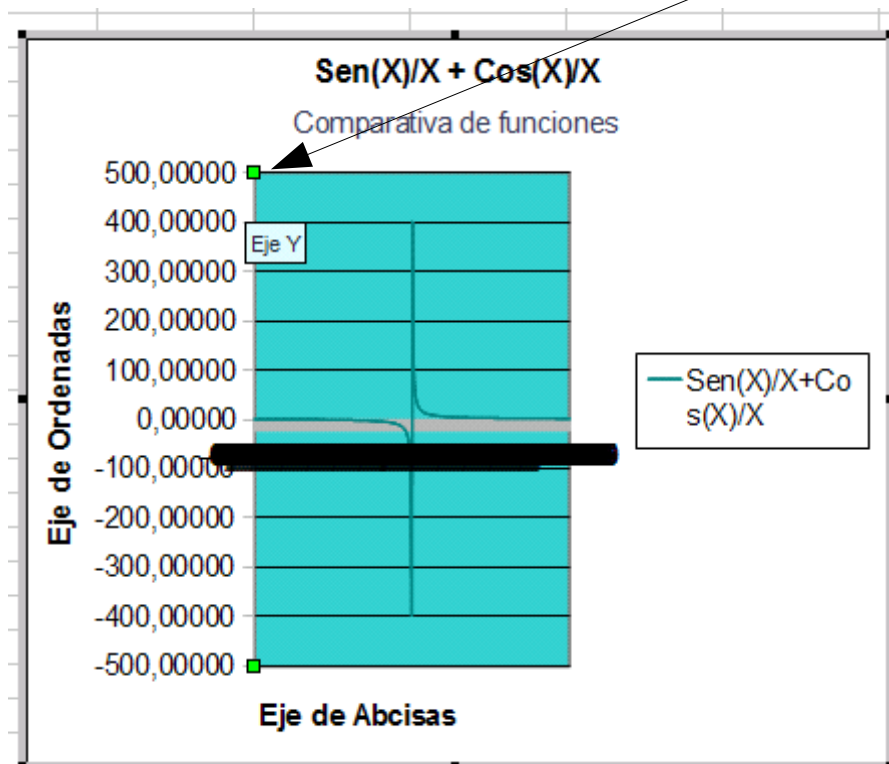 Sen(X)/X + Cos(X)/X
Comparativa de funciones
500,00000
400,00000
Eje Y
300,00000
200,00000
100,00000
0,00000
-100,00000
-200,00000
-300,00000
-400,00000
-500,00000
Eje de Ordenadas
Eje de Abcisas
Sen(X)/X+Co
s(X)/X